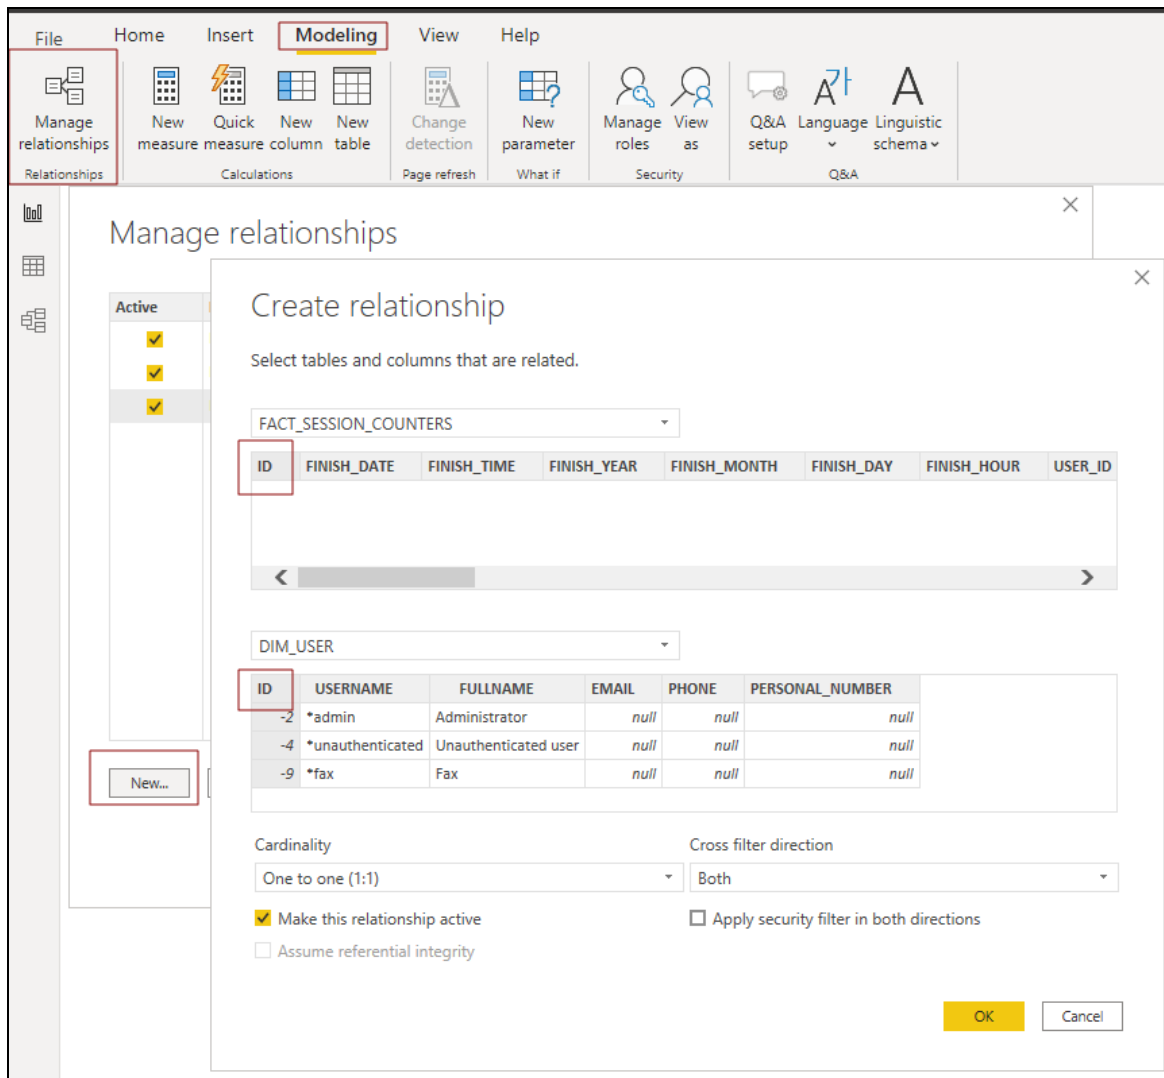 File Home Insert Modeling View Help
Manage relationships
New measure
Quick measure
New column
New table
Change detection
New parameter
Manage roles
View as
Q&A setup
Language
Linguistic schema
Relationships
Calculations
Page refresh
What if
Security
Q&A
Manage relationships
Active
Create relationship
Select tables and columns that are related.
FACT_SESSION_COUNTERS
ID FINISH_DATE FINISH_TIME FINISH_YEAR FINISH_MONTH FINISH_DAY FINISH_HOUR USER_ID
DIM_USER
ID USERNAME FULLNAME EMAIL PHONE PERSONAL_NUMBER
-2 *admin Administrator null null null
-4 *unauthenticated Unauthenticated user null null null
-9 *fax Fax null null null
New...
Cardinality Cross filter direction
One to one (1:1) Both
Make this relationship active Apply security filter in both directions
Assume referential integrity
OK Cancel